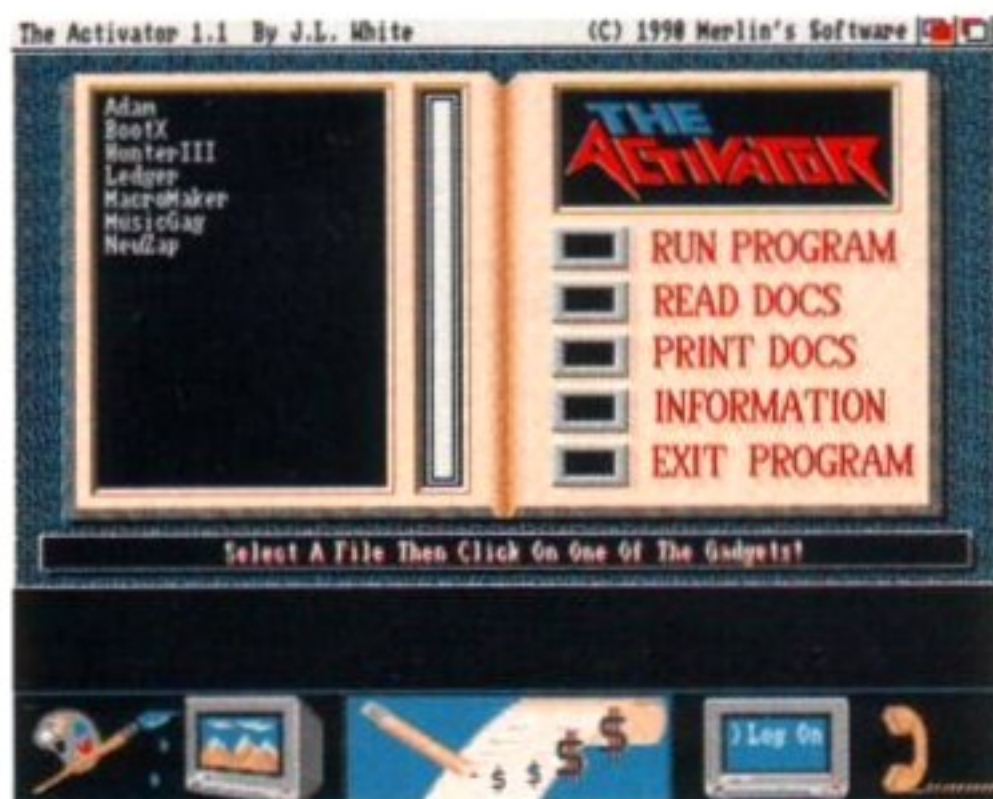 The Activator 1.1 By J.L. White
(C) 1990 Merlin's Software
Adam
BootX
HunterIII
Ledger
MacroMaker
MusicGag
NewZap
THE
ACTIVATOR
RUN PROGRAM
READ DOCS
PRINT DOCS
INFORMATION
EXIT PROGRAM
Select A File Then Click On One Of The Gadgets!
$ $ $ $
) Log On